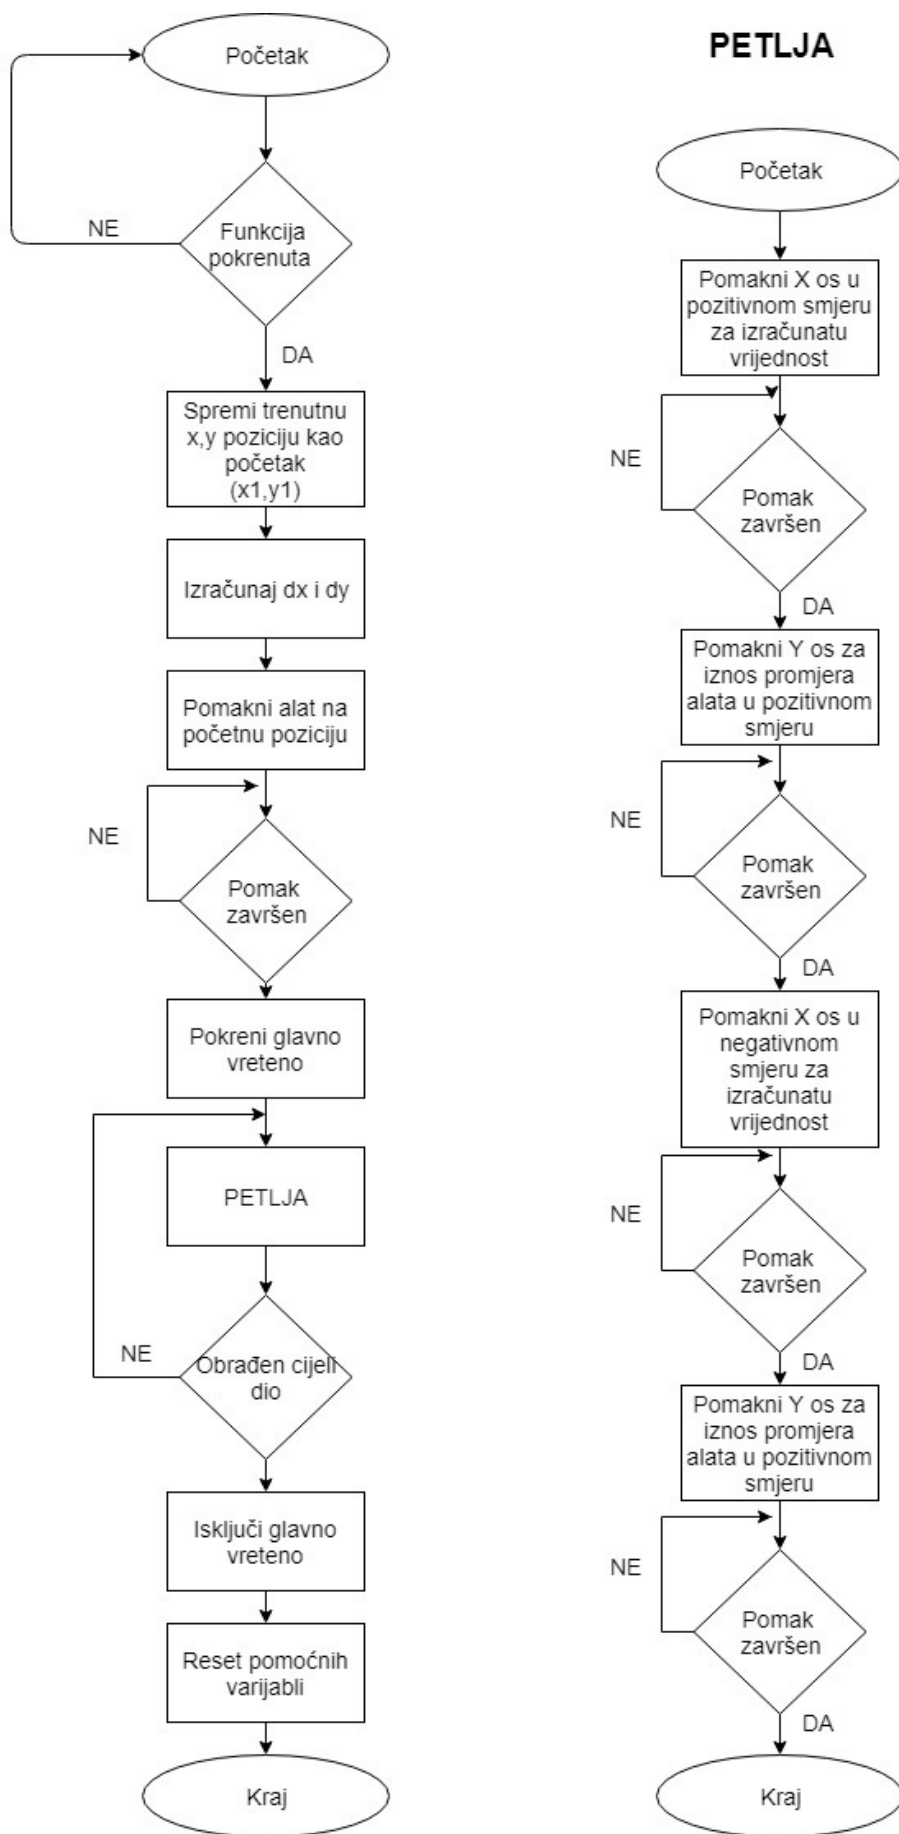 Početak
NE
Funkcija
pokrenuta
DA
Spremi trenutnu
x,y poziciju kao
početak
(x1,y1)
Izračunaj dx i dy
Pomakni alat na
početnu poziciju
NE
Pomak
završen
Pokreni glavno
vreteno
PETLJA
NE
Obrađen cijeli
dio
Isključi glavno
vreteno
Reset pomoćnih
varijabli
Kraj
PETLJA
Početak
Pomakni X os u
pozitivnom smjeru
za izračunatu
vrijednost
NE
Pomak
završen
DA
Pomakni Y os za
iznos promjera
alata u pozitivnom
smjeru
NE
Pomak
završen
DA
Pomakni X os u
negativnom
smjeru za
izračunatu
vrijednost
NE
Pomak
završen
DA
Pomakni Y os za
iznos promjera
alata u pozitivnom
smjeru
NE
Pomak
završen
DA
Kraj